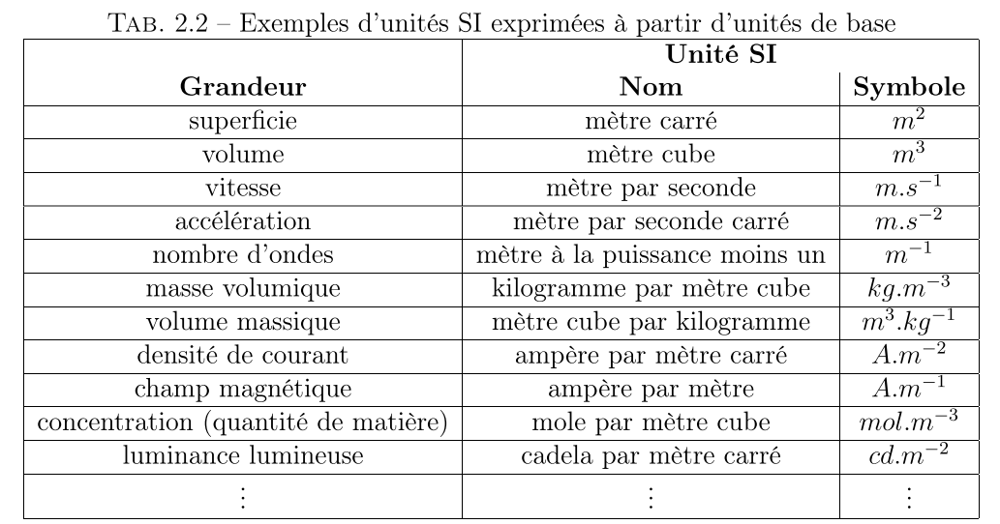 TAB. 2.2 – Exemples d'unités SI exprimées à partir d'unités de base
Unité SI
Grandeur Nom Symbole
superficie mètre carré m²
volume mètre cube m³
vitesse mètre par seconde m.s⁻¹
accélération mètre par seconde carré m.s⁻²
nombre d'ondes mètre à la puissance moins un m⁻¹
masse volumique kilogramme par mètre cube kg.m⁻³
volume massique mètre cube par kilogramme m³.kg⁻¹
densité de courant ampère par mètre carré A.m⁻²
champ magnétique ampère par mètre A.m⁻¹
concentration (quantité de matière) mole par mètre cube mol.m⁻³
luminance lumineuse cadela par mètre carré cd.m⁻²
⋮ ⋮ ⋮